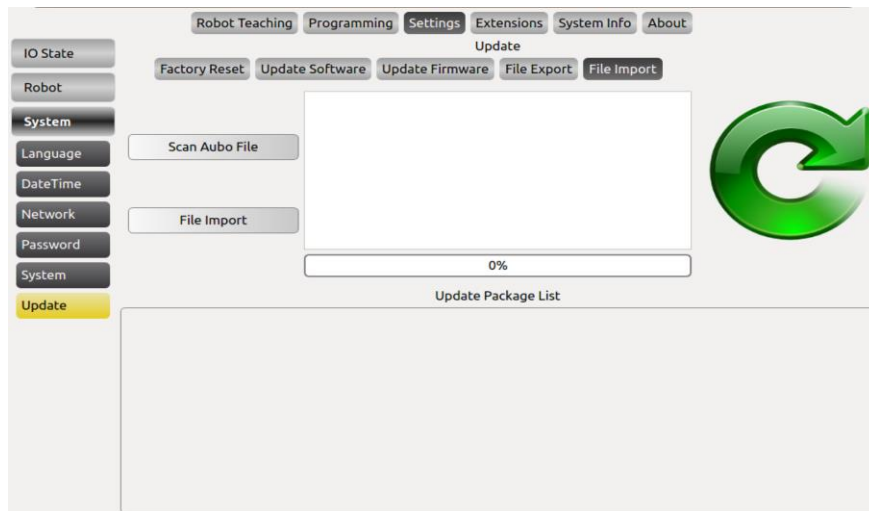 Robot Teaching Programming Settings Extensions System Info About
Update
Factory Reset Update Software Update Firmware File Export File Import
IO State
Robot
System
Language
DateTime
Network
Password
System
Update
Scan Aubo File
File Import
0%
Update Package List